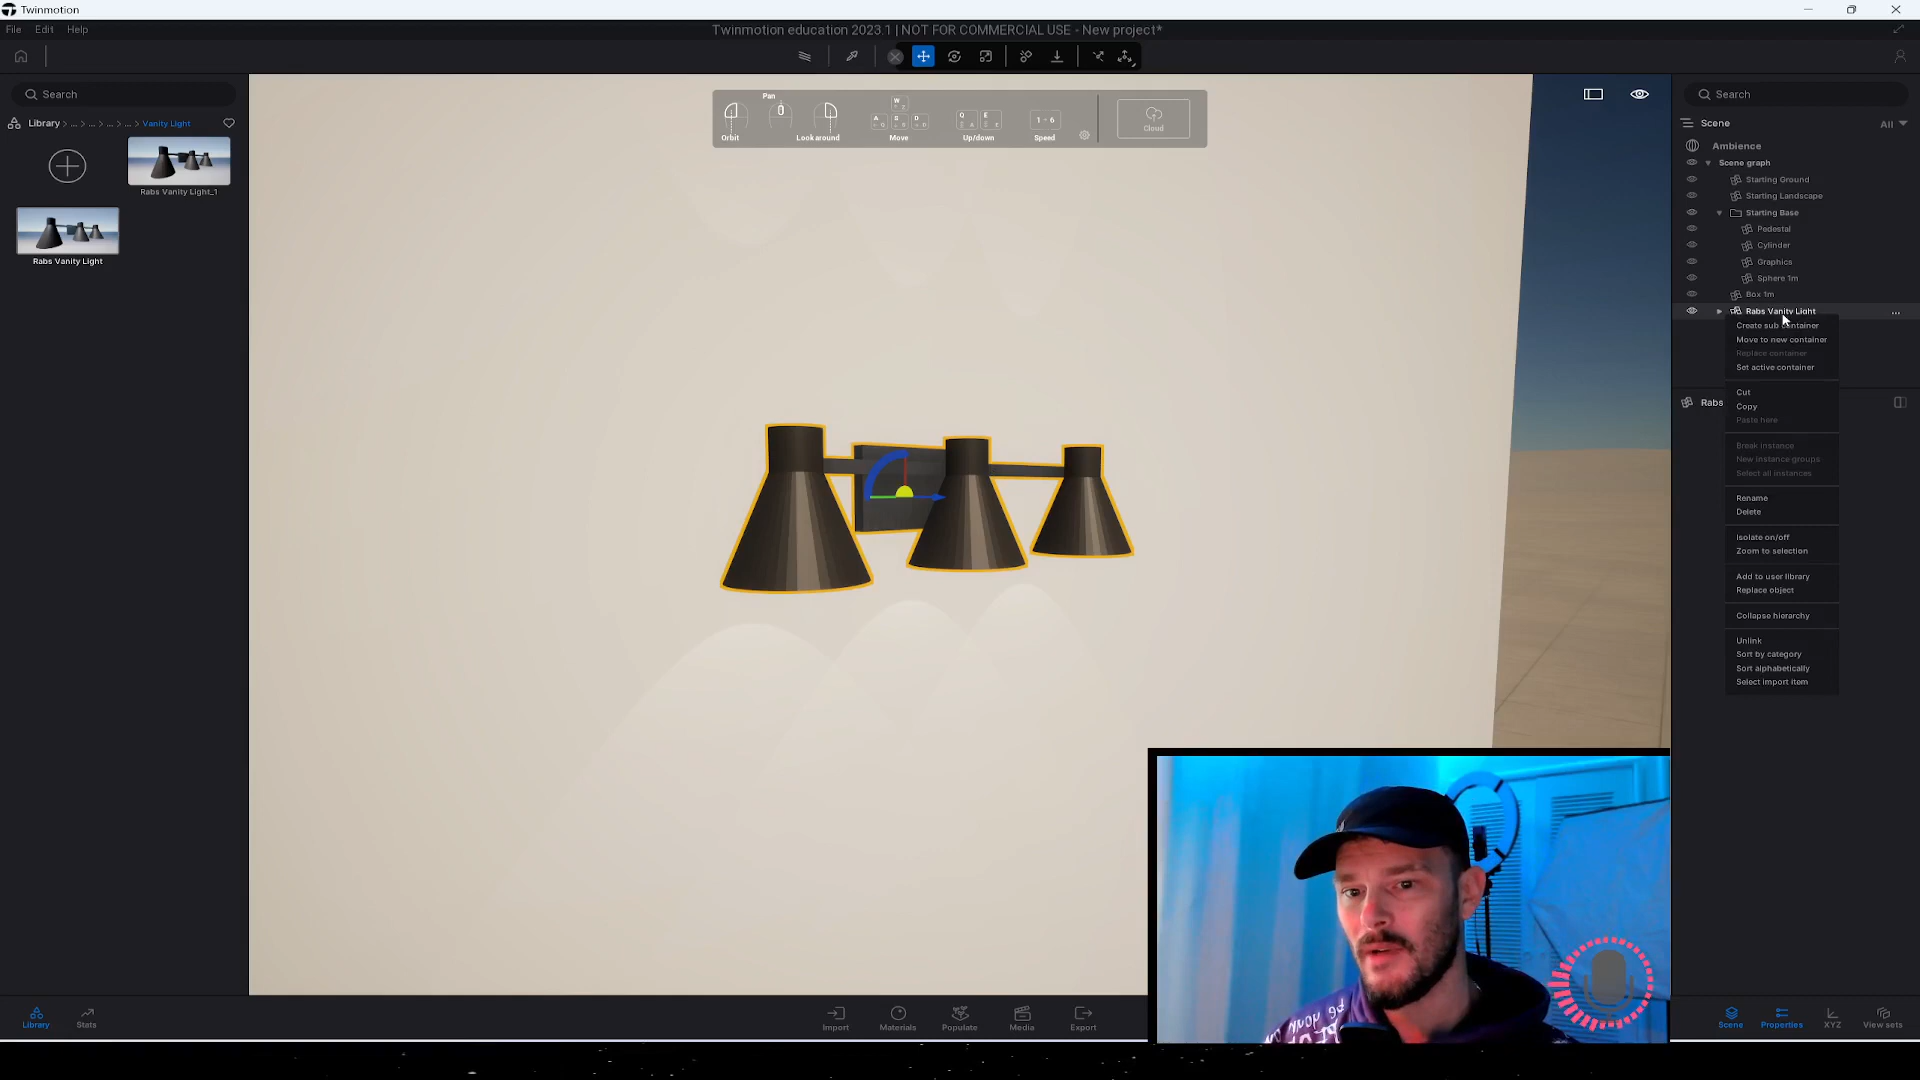 Twinmotion
File Edit Help
Twinmotion education 2023.1 | NOT FOR COMMERCIAL USE - New project*
Search
Library > ... > ... > ... > ... > Vanity Light
Rabs Vanity Light_1
Rabs Vanity Light
Pan
Orbit
Look around
W
A S D
Move
Q E
Up/down
1 - 6
Speed
Cloud
Search
Scene
All
Ambience
Scene graph
Starting Ground
Starting Landscape
Starting Base
Pedestal
Cylinder
Graphics
Sphere 1m
Box 1m
Rabs Vanity Light
...
Create sub container
Move to new container
Replace container
Set active container
Rabs
Cut
Copy
Paste here
Break instance
New instance groups
Select all instances
Rename
Delete
Isolate on/off
Zoom to selection
Add to user library
Replace object
Collapse hierarchy
Unlink
Sort by category
Sort alphabetically
Select import item
Library
Stats
Import
Materials
Populate
Media
Export
Scene
Properties
XYZ
View sets